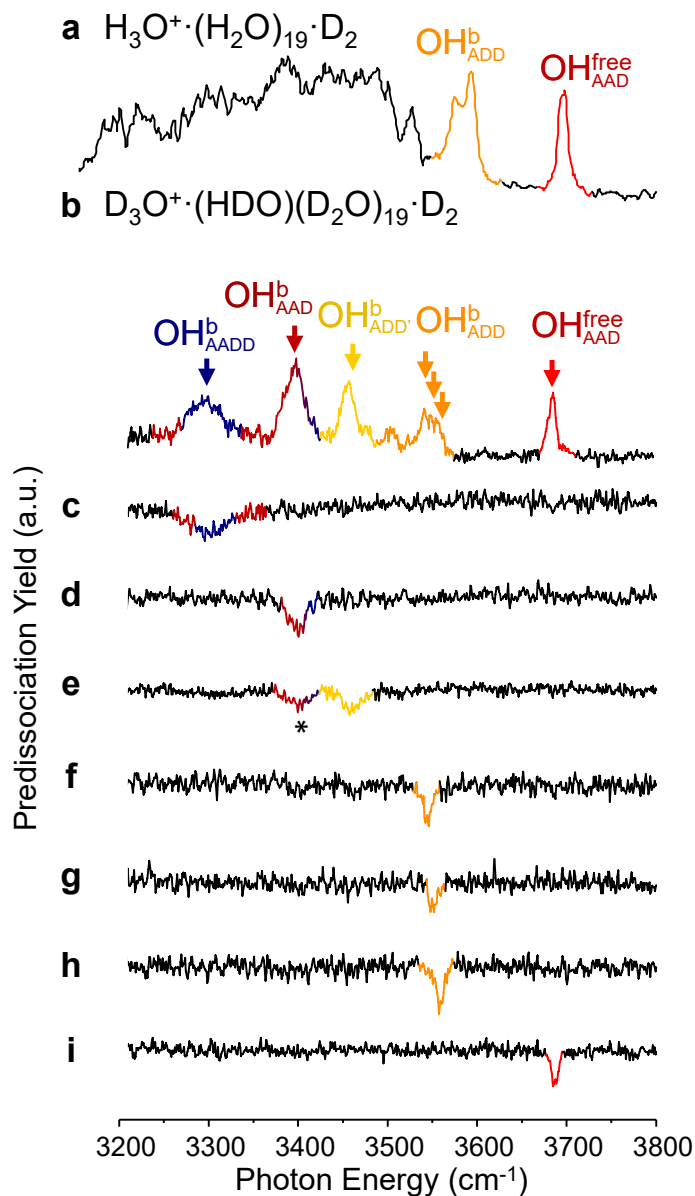 a H₃O⁺·(H₂O)₁₉·D₂
OHᵇADD
OHfreeAAD
b D₃O⁺·(HDO)(D₂O)₁₉·D₂
OHᵇAADD
OHᵇAAD
OHᵇADD'
OHᵇADD
OHfreeAAD
c
d
e
*
f
g
h
i
Predissociation Yield (a.u.)
3200 3300 3400 3500 3600 3700 3800
Photon Energy (cm⁻¹)